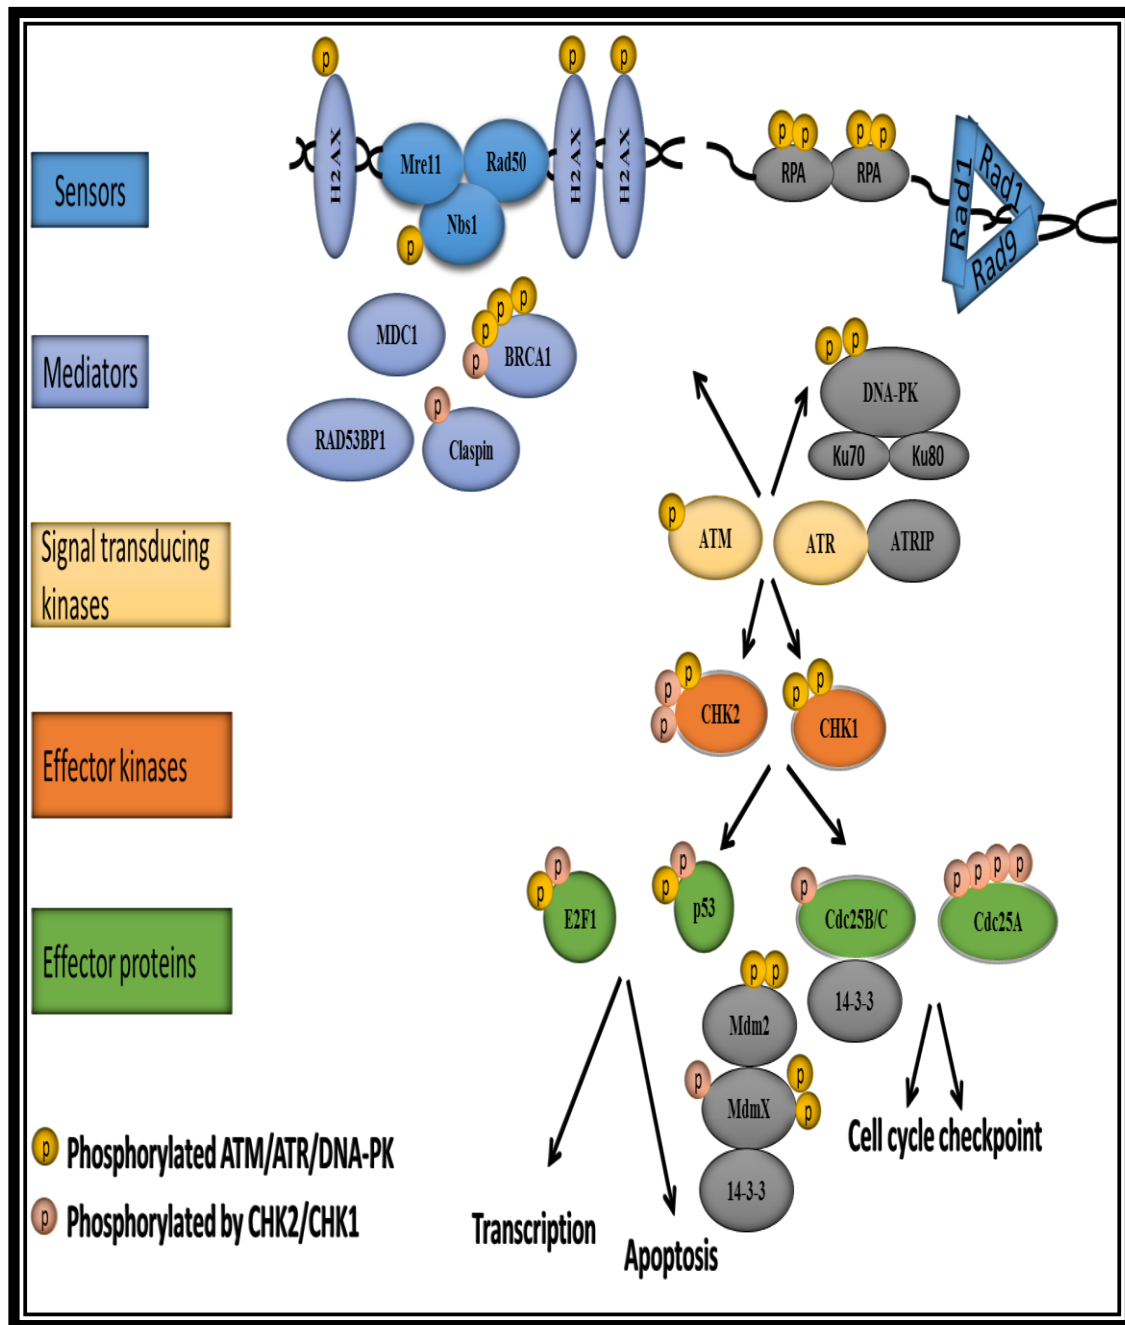 p
p
p
H2AX
Mre11
Rad50
H2AX
H2AX
Nbs1
p
p p
p p
RPA
RPA
Rad1
Rad1
Rad9
Sensors
Mediators
MDC1
p
p
p
p
BRCA1
RAD53BP1
p
Claspin
p
p
DNA-PK
Ku70
Ku80
Signal transducing
kinases
p
ATM
ATR
ATRIP
Effector kinases
p
p
p
CHK2
p
p
CHK1
Effector proteins
p
p
E2F1
p
p
p53
p
Cdc25B/C
14-3-3
p p p p
Cdc25A
p p
Mdm2
p
MdmX
p
p
14-3-3
Cell cycle checkpoint
Transcription
Apoptosis
p Phosphorylated ATM/ATR/DNA-PK
p Phosphorylated by CHK2/CHK1